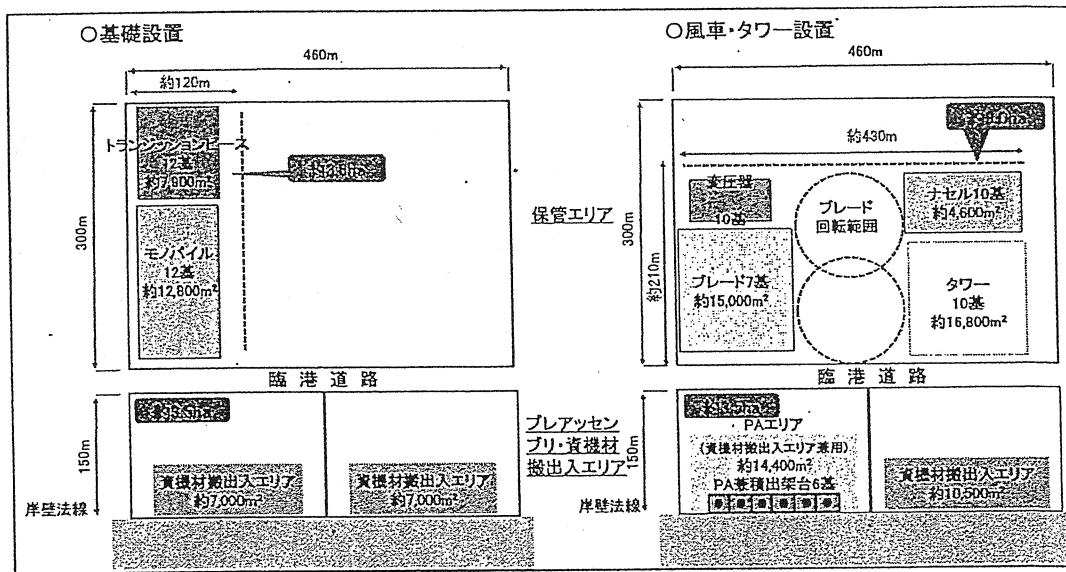 ○基礎設置
460m
約120m
トランジッションピース
12基
約7,900m²
約3.6ha
モノパイル
12基
約12,800m²
300m
臨港道路
150m
資機材搬出入エリア
約7,000m²
資機材搬出入エリア
約7,000m²
岸壁法線
保管エリア
プレアッセン
ブリ・資機材
搬出入エリア
○風車・タワー設置
460m
約430m
300m
約210m
変圧器
10基
ブレード
回転範囲
ナセル10基
約4,600m²
ブレード7基
約15,000m²
タワー
10基
約16,800m²
臨港道路
150m
約3.5ha
PAエリア
(資機材搬出入エリア兼用)
約14,400m²
PA兼積出架台6基
資機材搬出入エリア
約10,500m²
岸壁法線